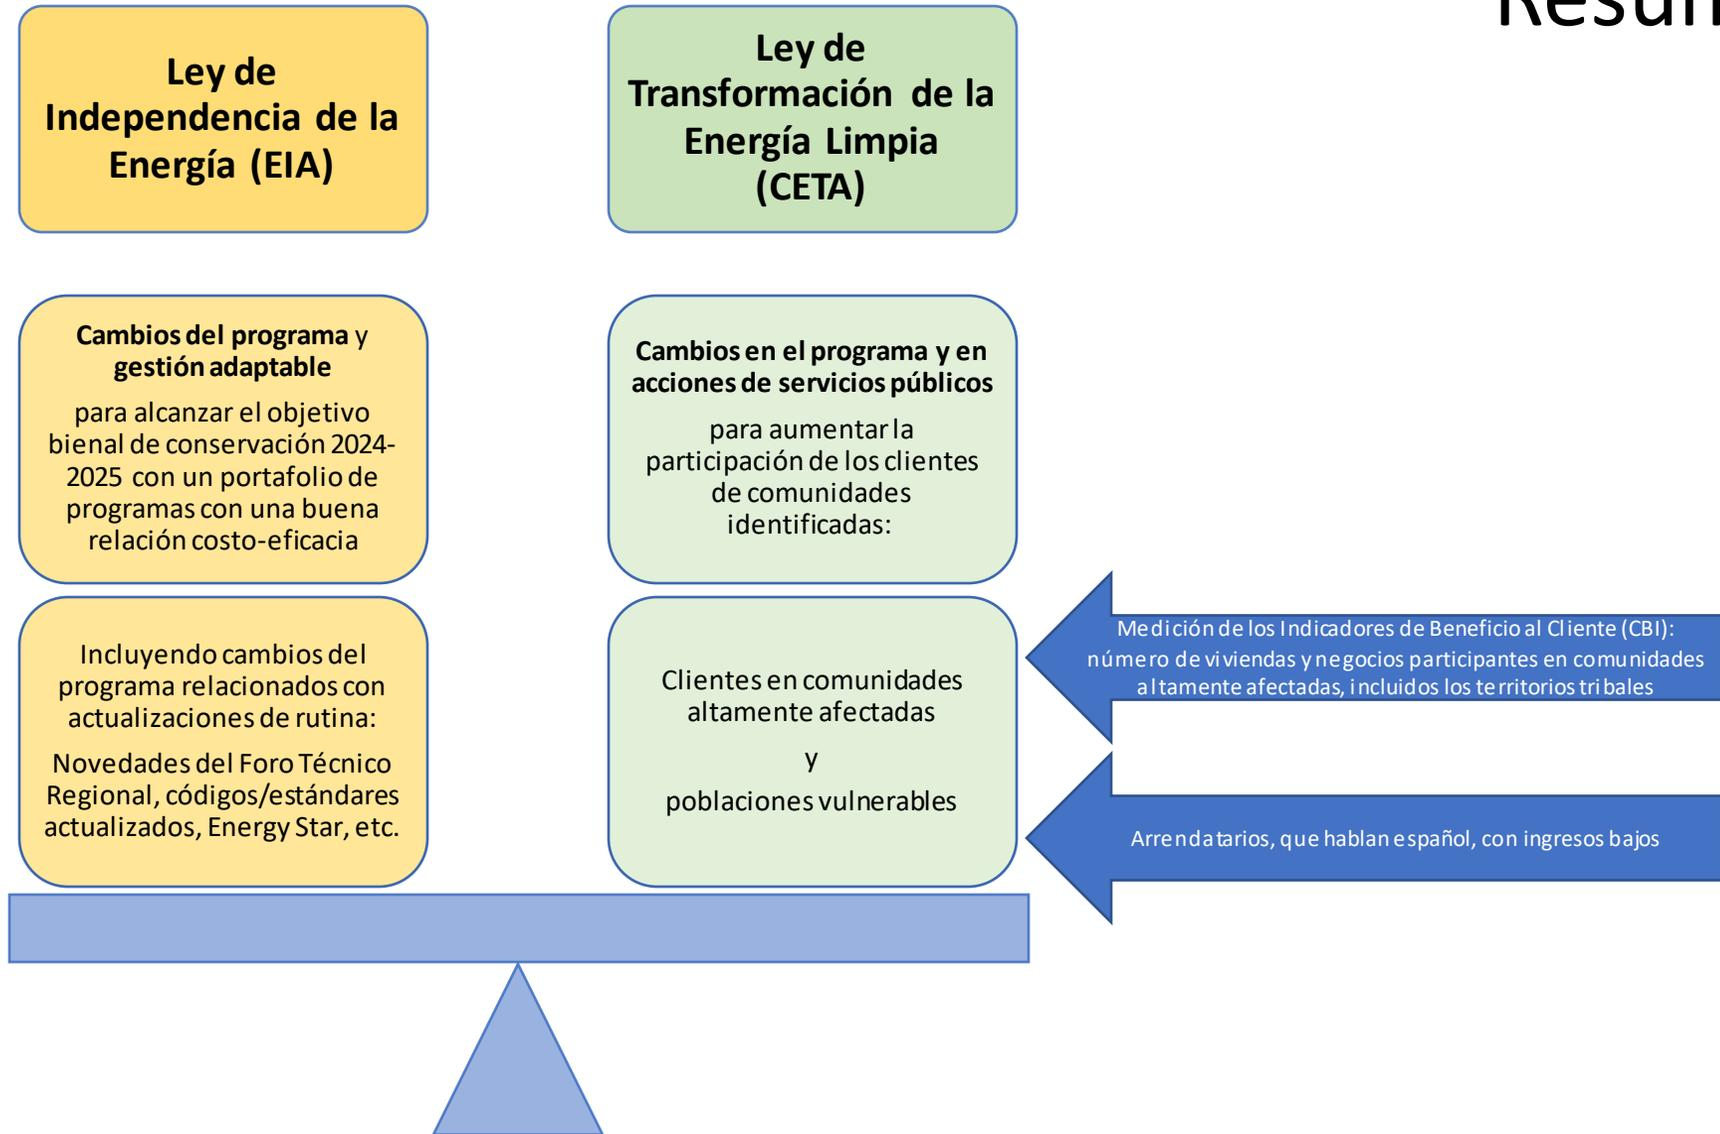 Ley de
Independencia de la
Energía (EIA)
Cambios del programa y
gestión adaptable
para alcanzar el objetivo
bienal de conservación 2024-
2025 con un portafolio de
programas con una buena
relación costo-eficacia
Incluyendo cambios del
programa relacionados con
actualizaciones de rutina:
Novedades del Foro Técnico
Regional, códigos/estándares
actualizados, Energy Star, etc.
Ley de
Transformación de la
Energía Limpia
(CETA)
Cambios en el programa y en
acciones de servicios públicos
para aumentar la
participación de los clientes
de comunidades
identificadas:
Clientes en comunidades
altamente afectadas
y
poblaciones vulnerables
Medición de los Indicadores de Beneficio al Cliente (CBI):
número de viviendas y negocios participantes en comunidades
altamente afectadas, incluidos los territorios tribales
Arrendatarios, que hablan español, con ingresos bajos